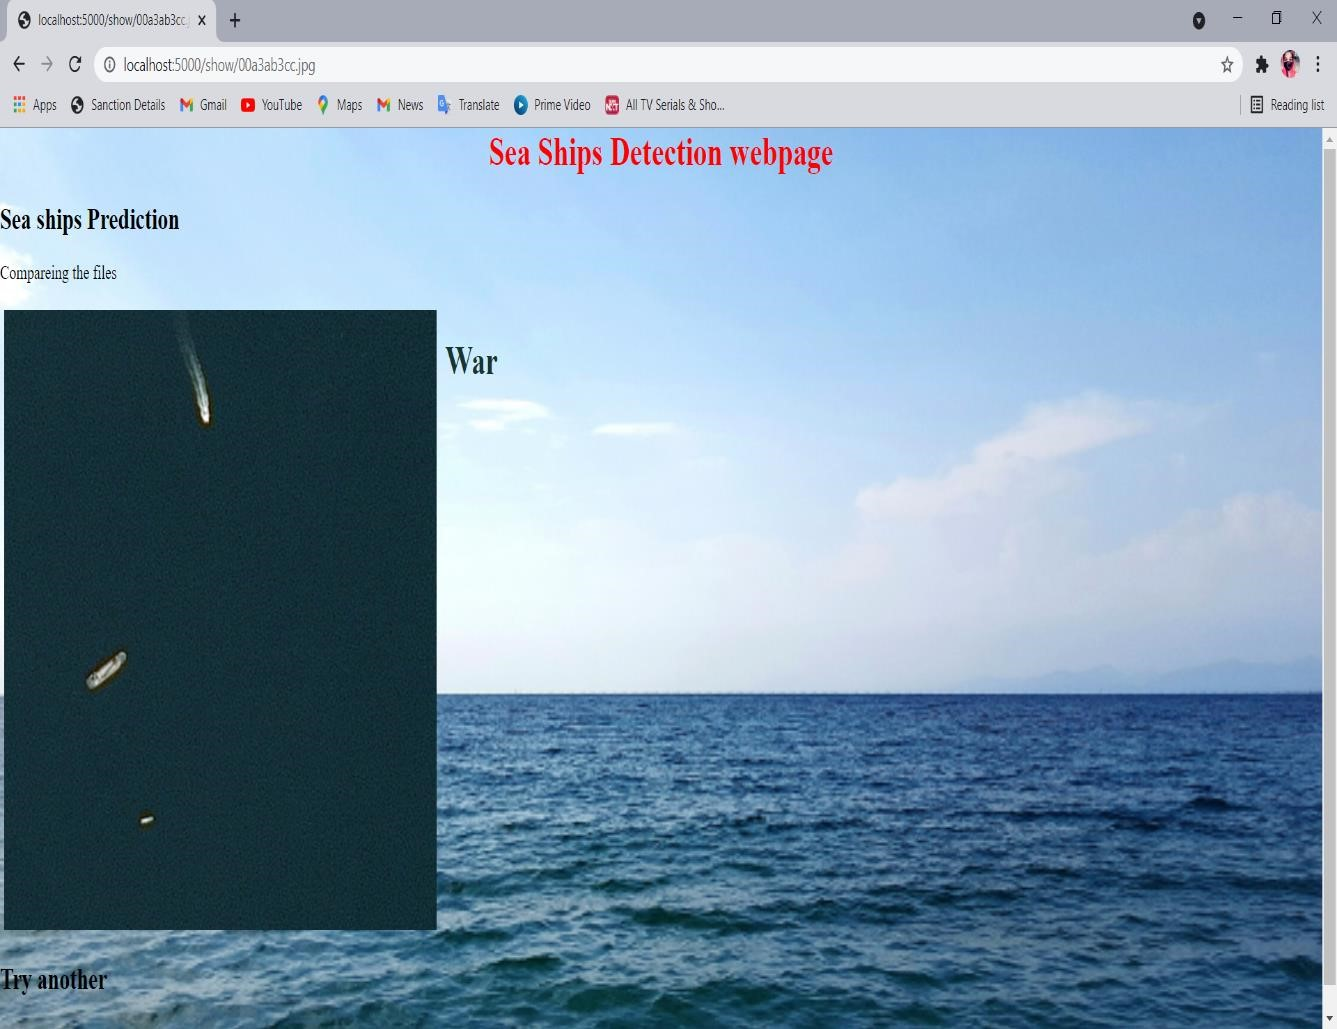 localhost:5000/show/00a3ab3cc.j
localhost:5000/show/00a3ab3cc.jpg
Apps Sanction Details Gmail YouTube Maps News Translate Prime Video All TV Serials & Sho... Reading list
Sea Ships Detection webpage
Sea ships Prediction
Compareing the files
War
Try another